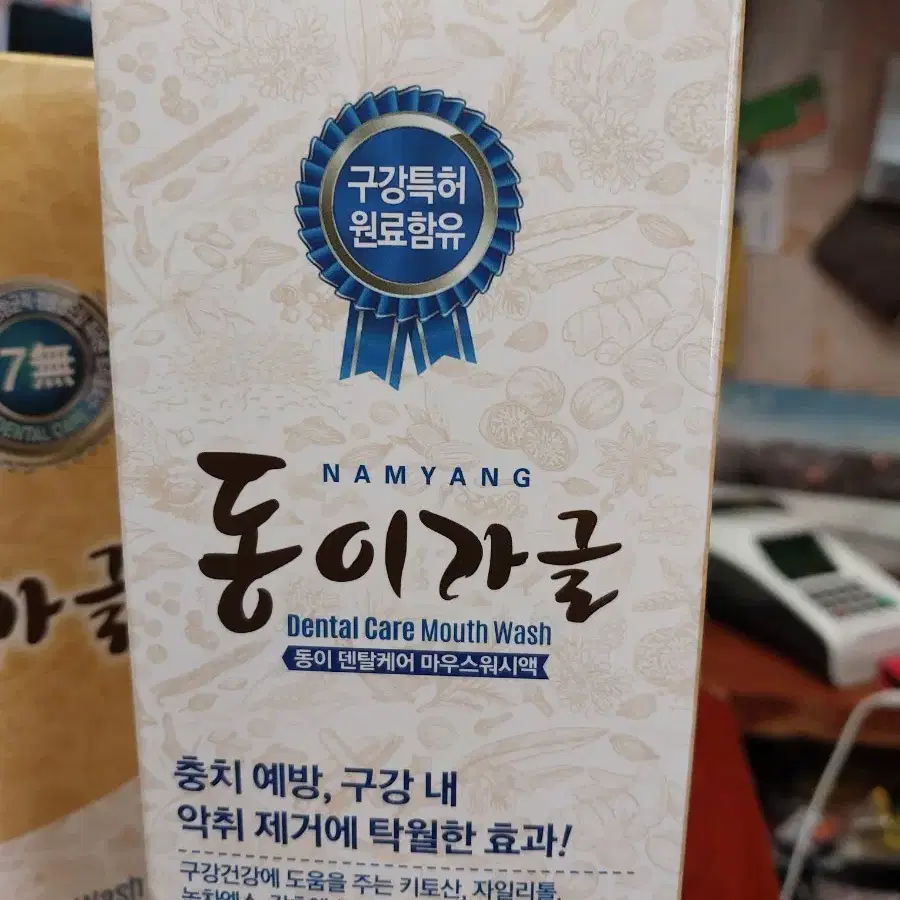 구강특허
원료함유
NAMYANG
동이가글
Dental Care Mouth Wash
동이 덴탈케어 마우스워시액
충치 예방, 구강 내
악취 제거에 탁월한 효과!
구강건강에 도움을 주는 키토산, 자일리톨,
7無
DENTAL CARE
가글
wash